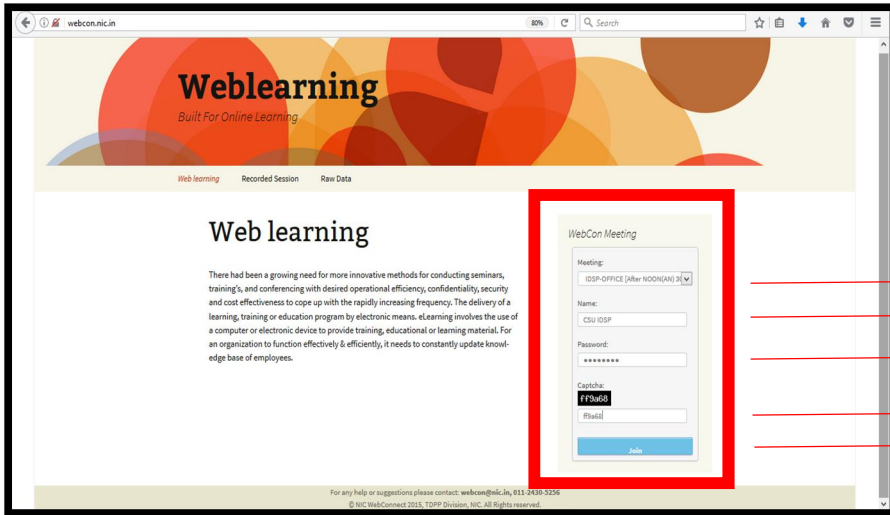 webcon.nic.in
80%
Search
Weblearning
Built For Online Learning
Web learning
Recorded Session
Raw Data
Web learning
There had been a growing need for more innovative methods for conducting seminars,
training's, and conferencing with desired operational efficiency, confidentiality, security
and cost effectiveness to cope up with the rapidly increasing frequency. The delivery of a
learning, training or education program by electronic means. eLearning involves the use of
a computer or electronic device to provide training, educational or learning material. For
an organization to function effectively & efficiently, it needs to constantly update knowl-
edge base of employees.
WebCon Meeting
Meeting:
IDSP-OFFICE [After NOON(AN) 30
Name:
CSU IDSP
Password:
Captcha:
ff9a68
ff9a68
Join
For any help or suggestions please contact: webcon@nic.in, 011-2430-5256
© NIC WebConnect 2015, TDPP Division, NIC. All Rights reserved.